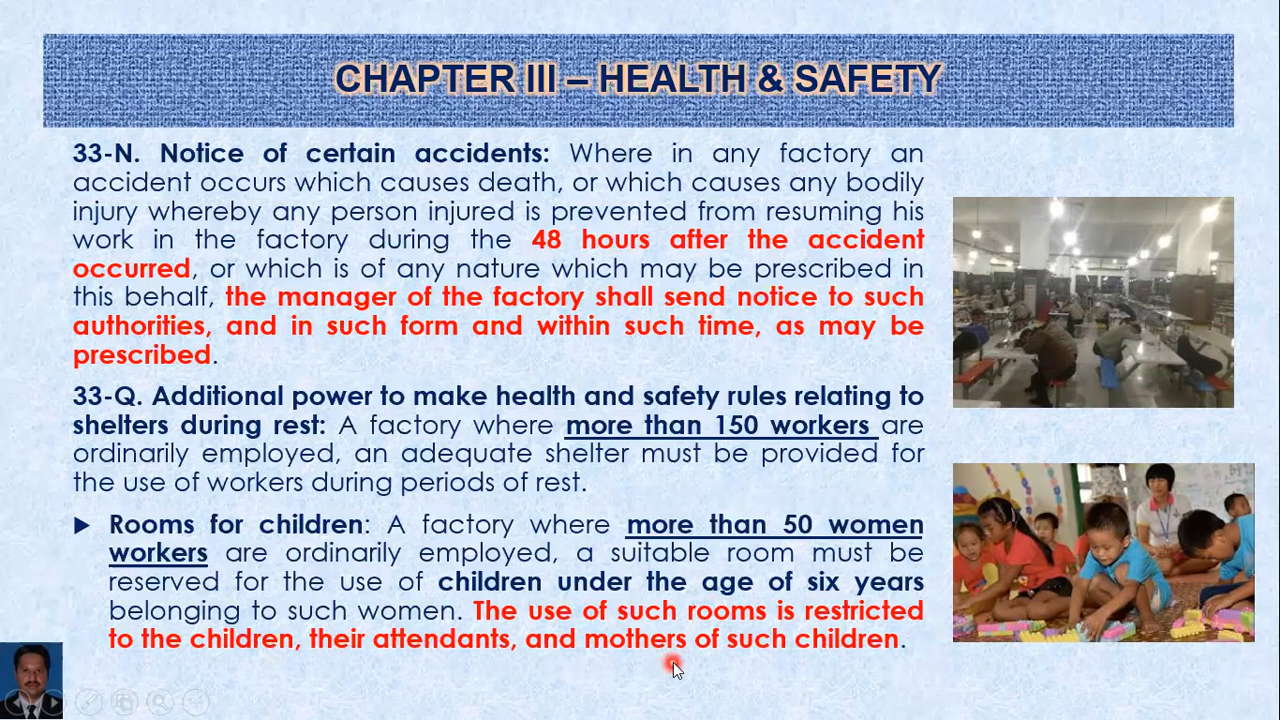 CHAPTER III – HEALTH & SAFETY
33-N. Notice of certain accidents: Where in any factory an
accident occurs which causes death, or which causes any bodily
injury whereby any person injured is prevented from resuming his
work in the factory during the 48 hours after the accident
occurred, or which is of any nature which may be prescribed in
this behalf, the manager of the factory shall send notice to such
authorities, and in such form and within such time, as may be
prescribed.
33-Q. Additional power to make health and safety rules relating to
shelters during rest: A factory where more than 150 workers are
ordinarily employed, an adequate shelter must be provided for
the use of workers during periods of rest.
Rooms for children: A factory where more than 50 women
workers are ordinarily employed, a suitable room must be
reserved for the use of children under the age of six years
belonging to such women. The use of such rooms is restricted
to the children, their attendants, and mothers of such children.